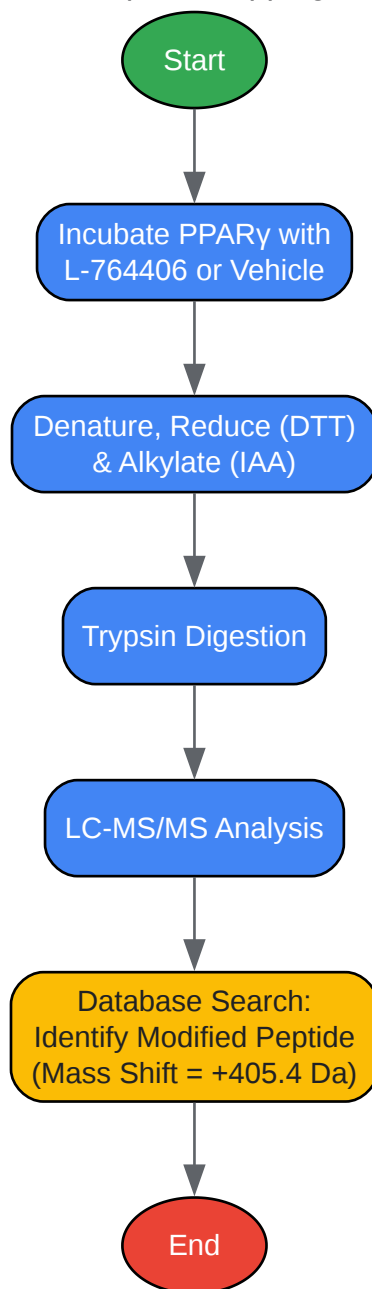 Start
Incubate PPARγ with
L-764406 or Vehicle
Denature, Reduce (DTT)
& Alkylate (IAA)
Trypsin Digestion
LC-MS/MS Analysis
Database Search:
Identify Modified Peptide
(Mass Shift = +405.4 Da)
End